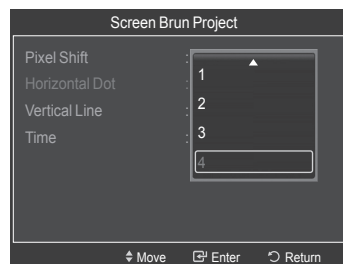 Screen Brun Project
Pixel Shift :
Horizontal Dot :
Vertical Line :
Time :
1
2
3
4
Move Enter Return